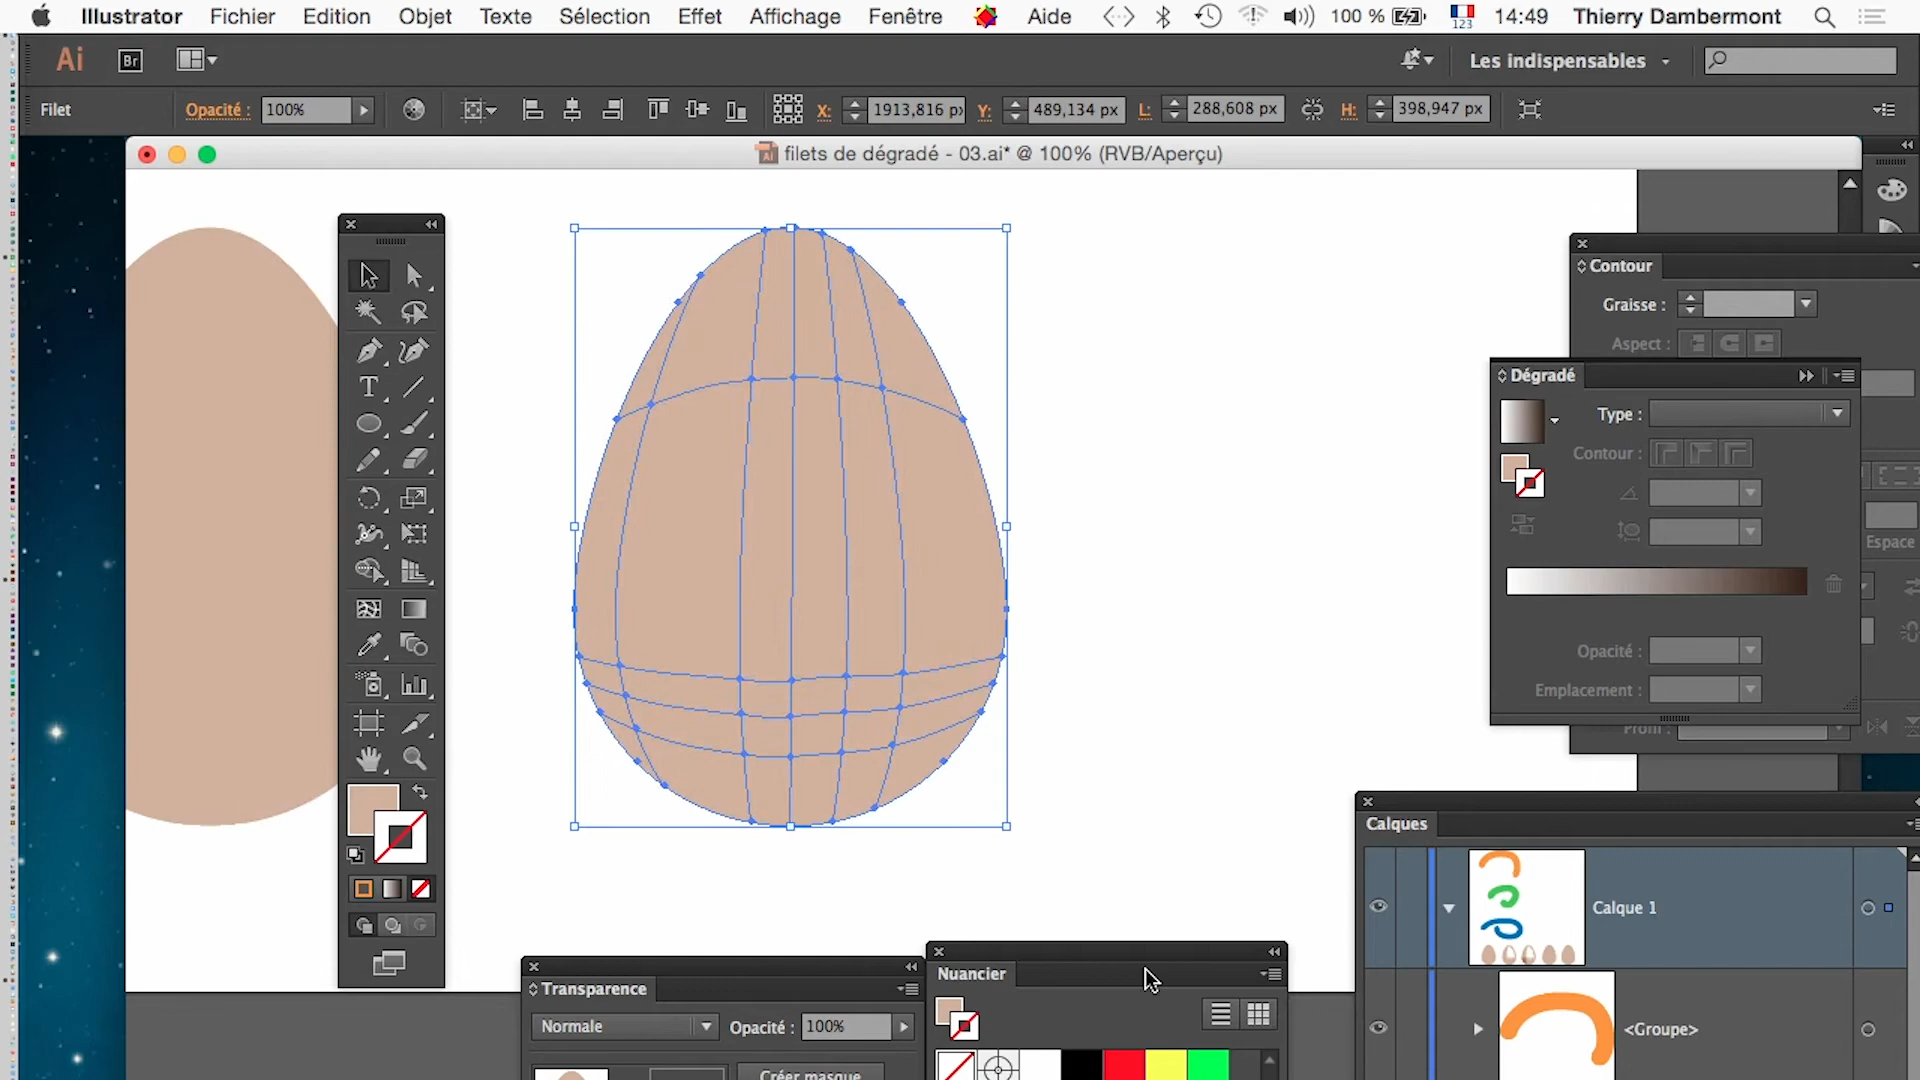 Illustrator Fichier Edition Objet Texte Sélection Effet Affichage Fenêtre Aide 100 % 123 14:49 Thierry Dambermont
Ai Br Les indispensables
Filet Opacité : 100% X: 1913,816 px Y: 489,134 px L: 288,608 px H: 398,947 px
filets de dégradé - 03.ai* @ 100% (RVB/Aperçu)
Contour
Graisse :
Aspect :
Dégradé
Type :
Contour :
Espace
Opacité :
Emplacement :
Profil :
T
Calques
Calque 1
<Groupe>
Transparence
Normale Opacité : 100%
Créer masque
Nuancier